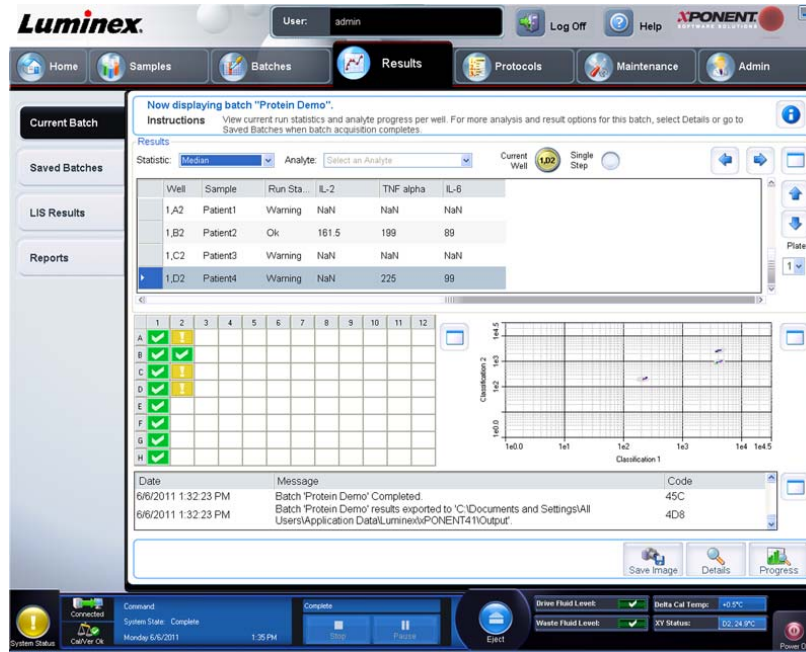 Luminex.
User: admin
Log Off
Help
XPONENT.
SOFTWARE SOLUTIONS
Home
Samples
Batches
Results
Protocols
Maintenance
Admin
Current Batch
Saved Batches
LIS Results
Reports
Now displaying batch "Protein Demo".
Instructions View current run statistics and analyte progress per well. For more analysis and result options for this batch, select Details or go to
Saved Batches when batch acquisition completes.
Results
Statistic: Median Analyte: Select an Analyte Current Well 1,D2 Single Step
Well Sample Run Sta... IL-2 TNF alpha IL-6
1,A2 Patient1 Warning NaN NaN NaN
1,B2 Patient2 Ok 161.5 199 89
1,C2 Patient3 Warning NaN NaN NaN
1,D2 Patient4 Warning NaN 225 99
Plate
1
1 2 3 4 5 6 7 8 9 10 11 12
A
B
C
D
E
F
G
H
Classification 2
1e4.5
1e3
1e2
1e0.0
1e0.0 1e1 1e2 1e3 1e4 1e4.5
Classification 1
Date Message Code
6/6/2011 1:32:23 PM Batch 'Protein Demo' Completed. 45C
6/6/2011 1:32:23 PM Batch 'Protein Demo' results exported to 'C:\Documents and Settings\All 4D8
Users\Application Data\Luminex\xPONENT41\Output'.
Save Image
Details
Progress
System Status
Connected
Cal/Ver Ok
Command:
System State: Complete
Monday 6/6/2011 1:35 PM
Complete
Stop
Pause
Eject
Drive Fluid Level:
Waste Fluid Level:
Delta Cal Temp: +0.5°C
XY Status: D2, 24.9°C